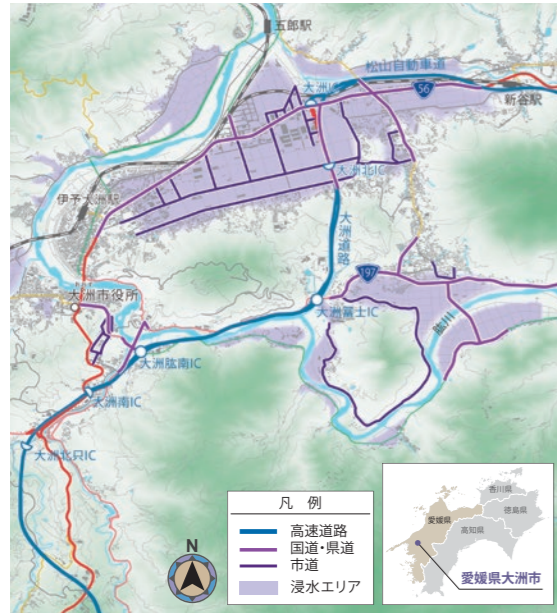 五郎駅
松山自動車道
大洲IC
56
新谷駅
大洲北IC
伊予大洲駅
大洲道路
197
大洲市役所
大洲冨士IC
肱川
大洲肱南IC
大洲南IC
大洲北只IC
凡 例
高速道路
国道・県道
市道
浸水エリア
N
香川県
徳島県
愛媛県
高知県
愛媛県大洲市